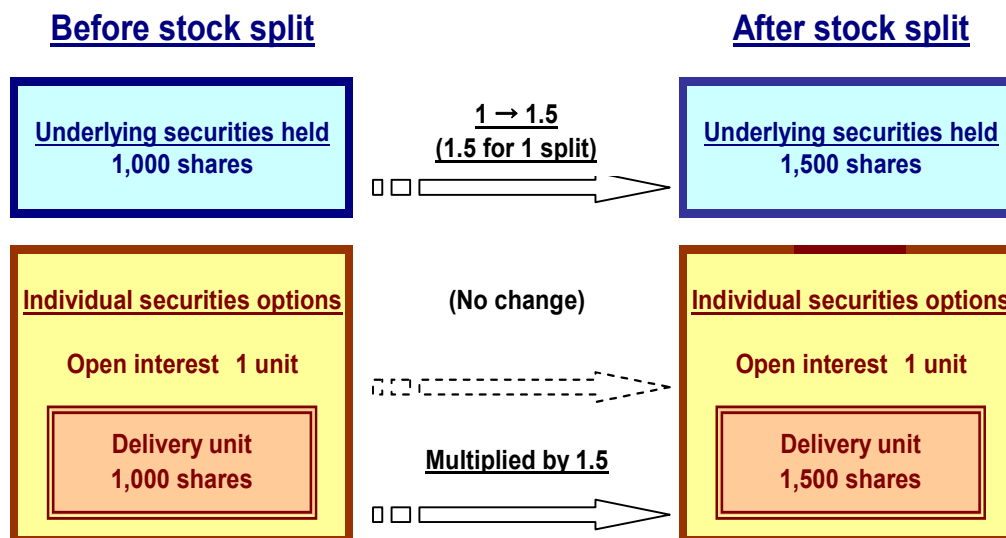 Before stock split
After stock split
Underlying securities held
1,000 shares
1 → 1.5
(1.5 for 1 split)
Underlying securities held
1,500 shares
Individual securities options
(No change)
Individual securities options
Open interest 1 unit
Open interest 1 unit
Delivery unit
1,000 shares
Multiplied by 1.5
Delivery unit
1,500 shares